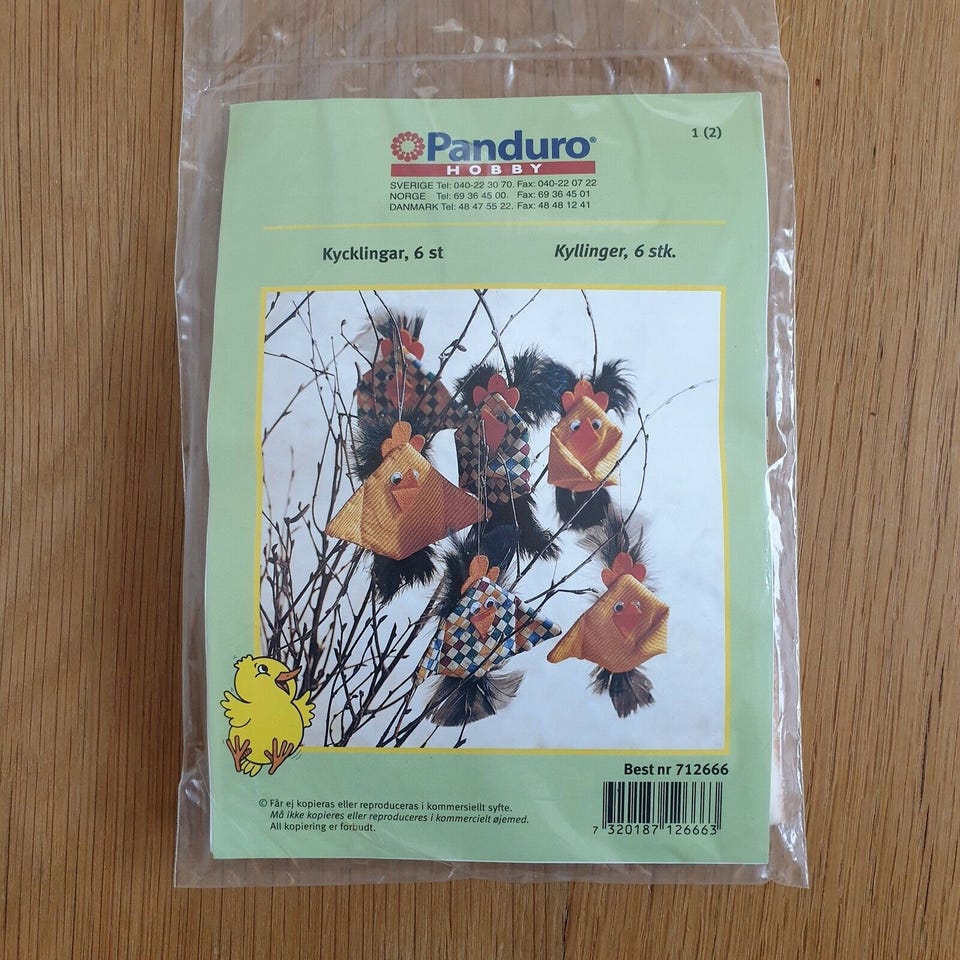 1 (2)
Panduro®
HOBBY
SVERIGE Tel: 040-22 30 70. Fax: 040-22 07 22
NORGE Tel: 69 36 45 00. Fax: 69 36 45 01
DANMARK Tel: 48 47 55 22. Fax: 48 48 12 41
Kycklingar, 6 st
Kyllinger, 6 stk.
Best nr 712666
© Får ej kopieras eller reproduceras i kommersiellt syfte.
Må ikke kopieres eller reproduceres i kommercielt øjemed.
All kopiering er forbudt.
7 320187 126663